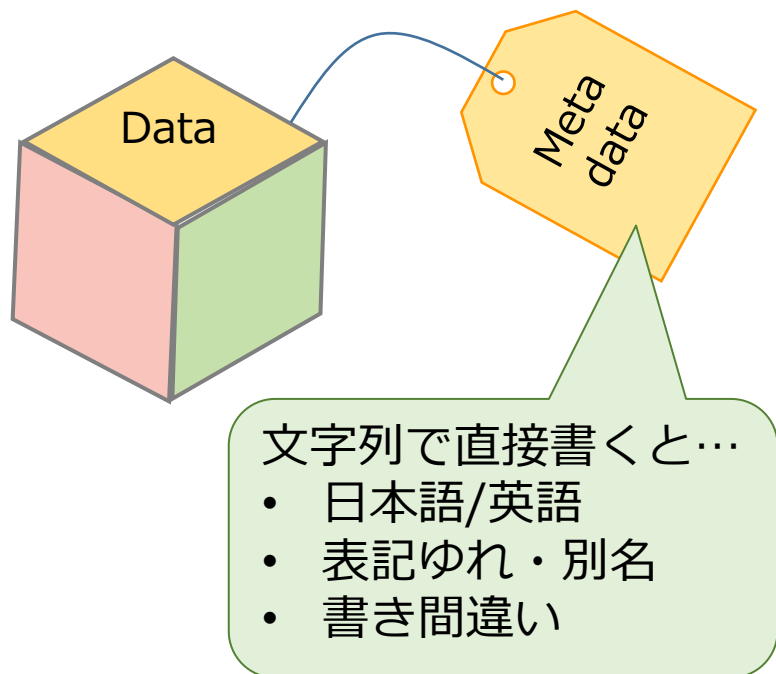 Data
Meta
data
文字列で直接書くと…
• 日本語/英語
• 表記ゆれ・別名
• 書き間違い